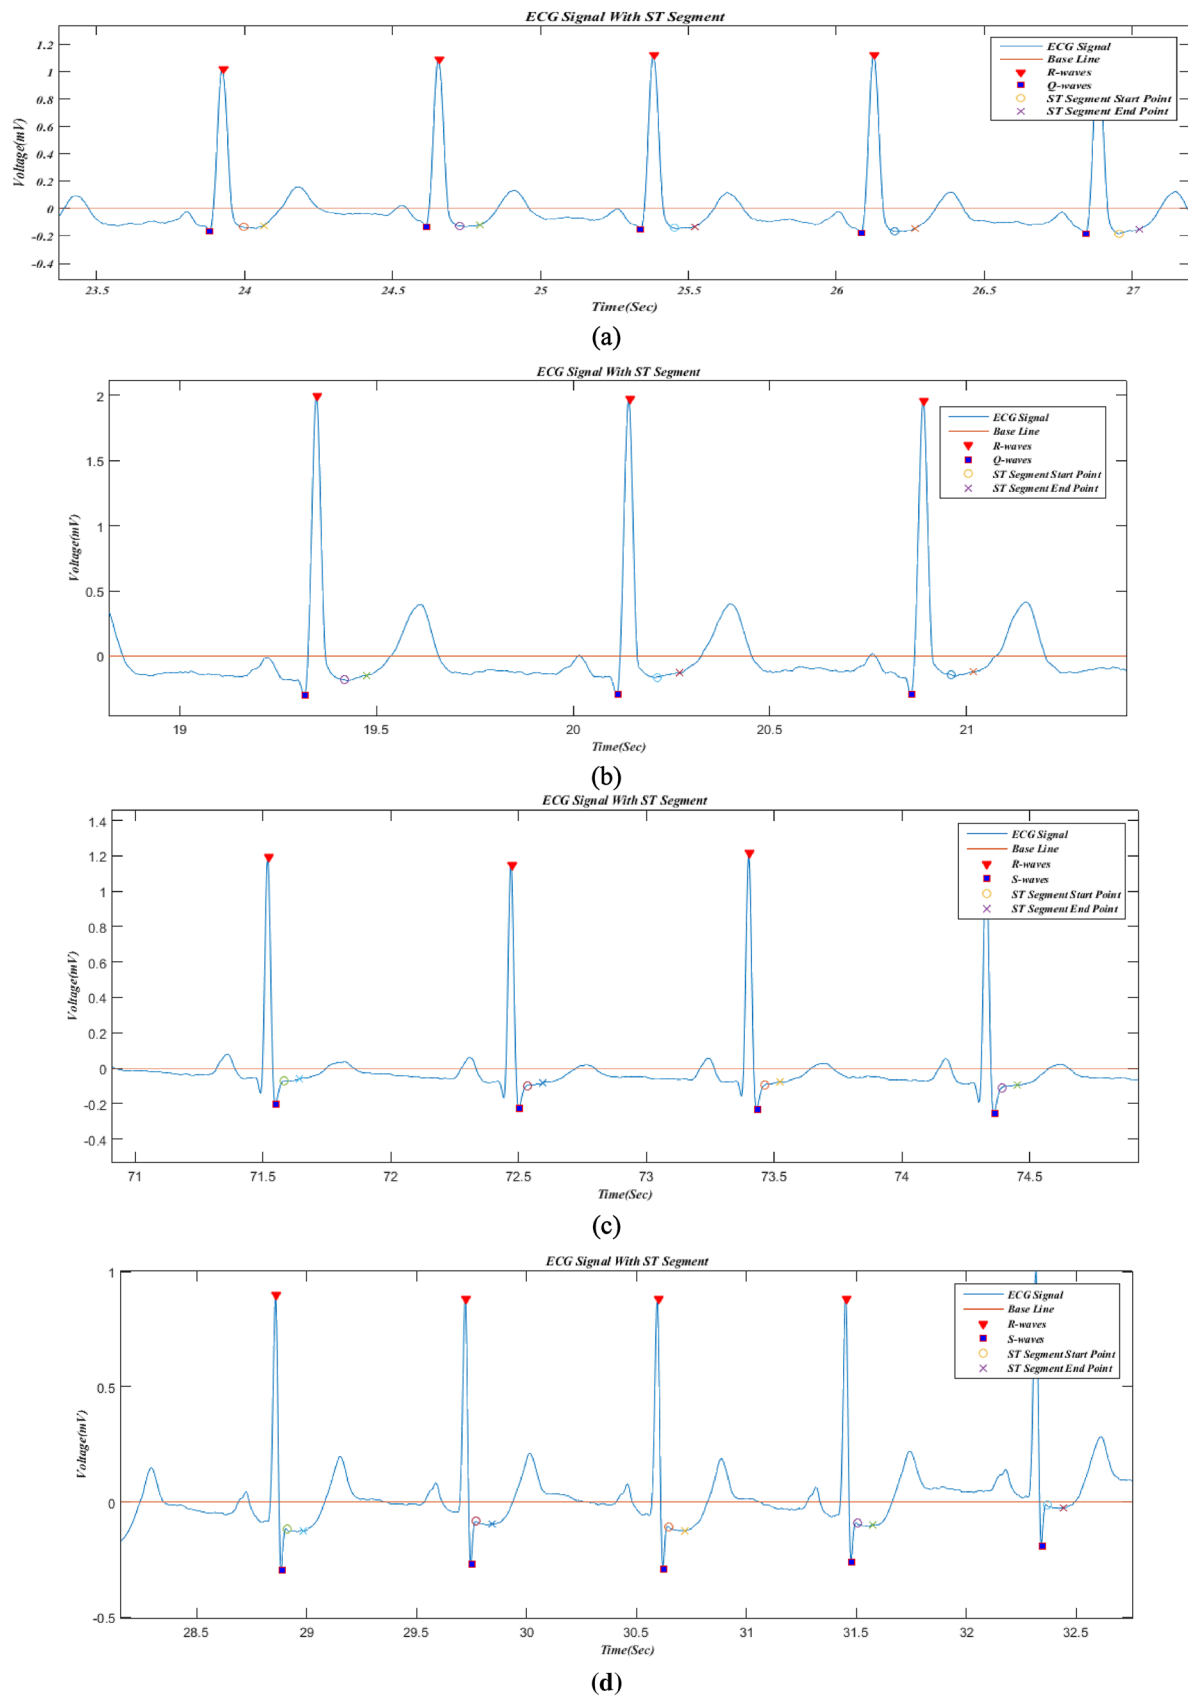 ECG Signal With ST Segment
1.2
1
0.8
0.6
0.4
0.2
0
-0.2
-0.4
Voltage(mV)
ECG Signal
Base Line
R-waves
Q-waves
ST Segment Start Point
ST Segment End Point
23.5 24 24.5 25 25.5 26 26.5 27
Time(Sec)
(a)
ECG Signal With ST Segment
2
1.5
1
0.5
0
Voltage(mV)
ECG Signal
Base Line
R-waves
Q-waves
ST Segment Start Point
ST Segment End Point
19 19.5 20 20.5 21
Time(Sec)
(b)
ECG Signal With ST Segment
1.4
1.2
1
0.8
0.6
0.4
0.2
0
-0.2
-0.4
Voltage(mV)
ECG Signal
Base Line
R-waves
S-waves
ST Segment Start Point
ST Segment End Point
71 71.5 72 72.5 73 73.5 74 74.5
Time(Sec)
(c)
ECG Signal With ST Segment
1
0.5
0
-0.5
Voltage(mV)
ECG Signal
Base Line
R-waves
S-waves
ST Segment Start Point
ST Segment End Point
28.5 29 29.5 30 30.5 31 31.5 32 32.5
Time(Sec)
(d)